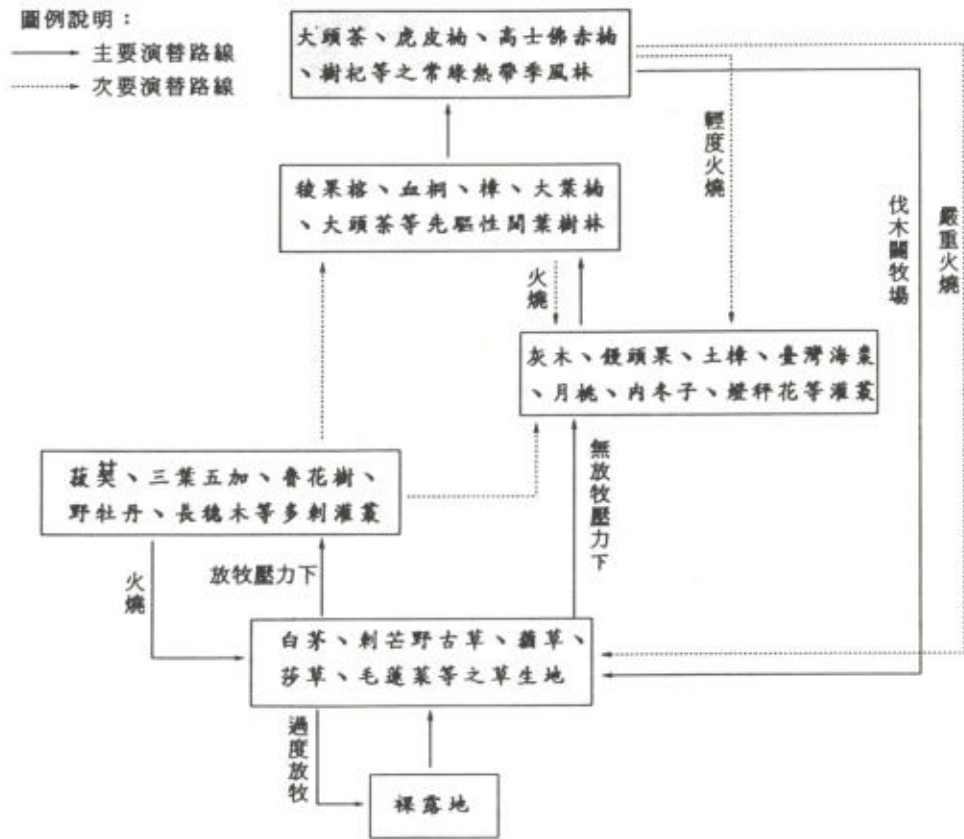 圖例說明：
主要演替路線
次要演替路線
大頭茶、虎皮楠、高士佛赤楠
、樹杞等之常綠熱帶季風林
稜果榕、血桐、樟、大葉楠
、大頭茶等先驅性闊葉樹林
輕度火燒
伐木闢牧場
嚴重火燒
火燒
灰木、饅頭果、土樟、臺灣海棗
、月桃、內冬子、燈秤花等灌叢
菝葜、三葉五加、魯花樹、
野牡丹、長穗木等多刺灌叢
無放牧壓力下
火燒
放牧壓力下
白茅、刺芒野古草、鷸草、
莎草、毛蓮菜等之草生地
過度放牧
裸露地